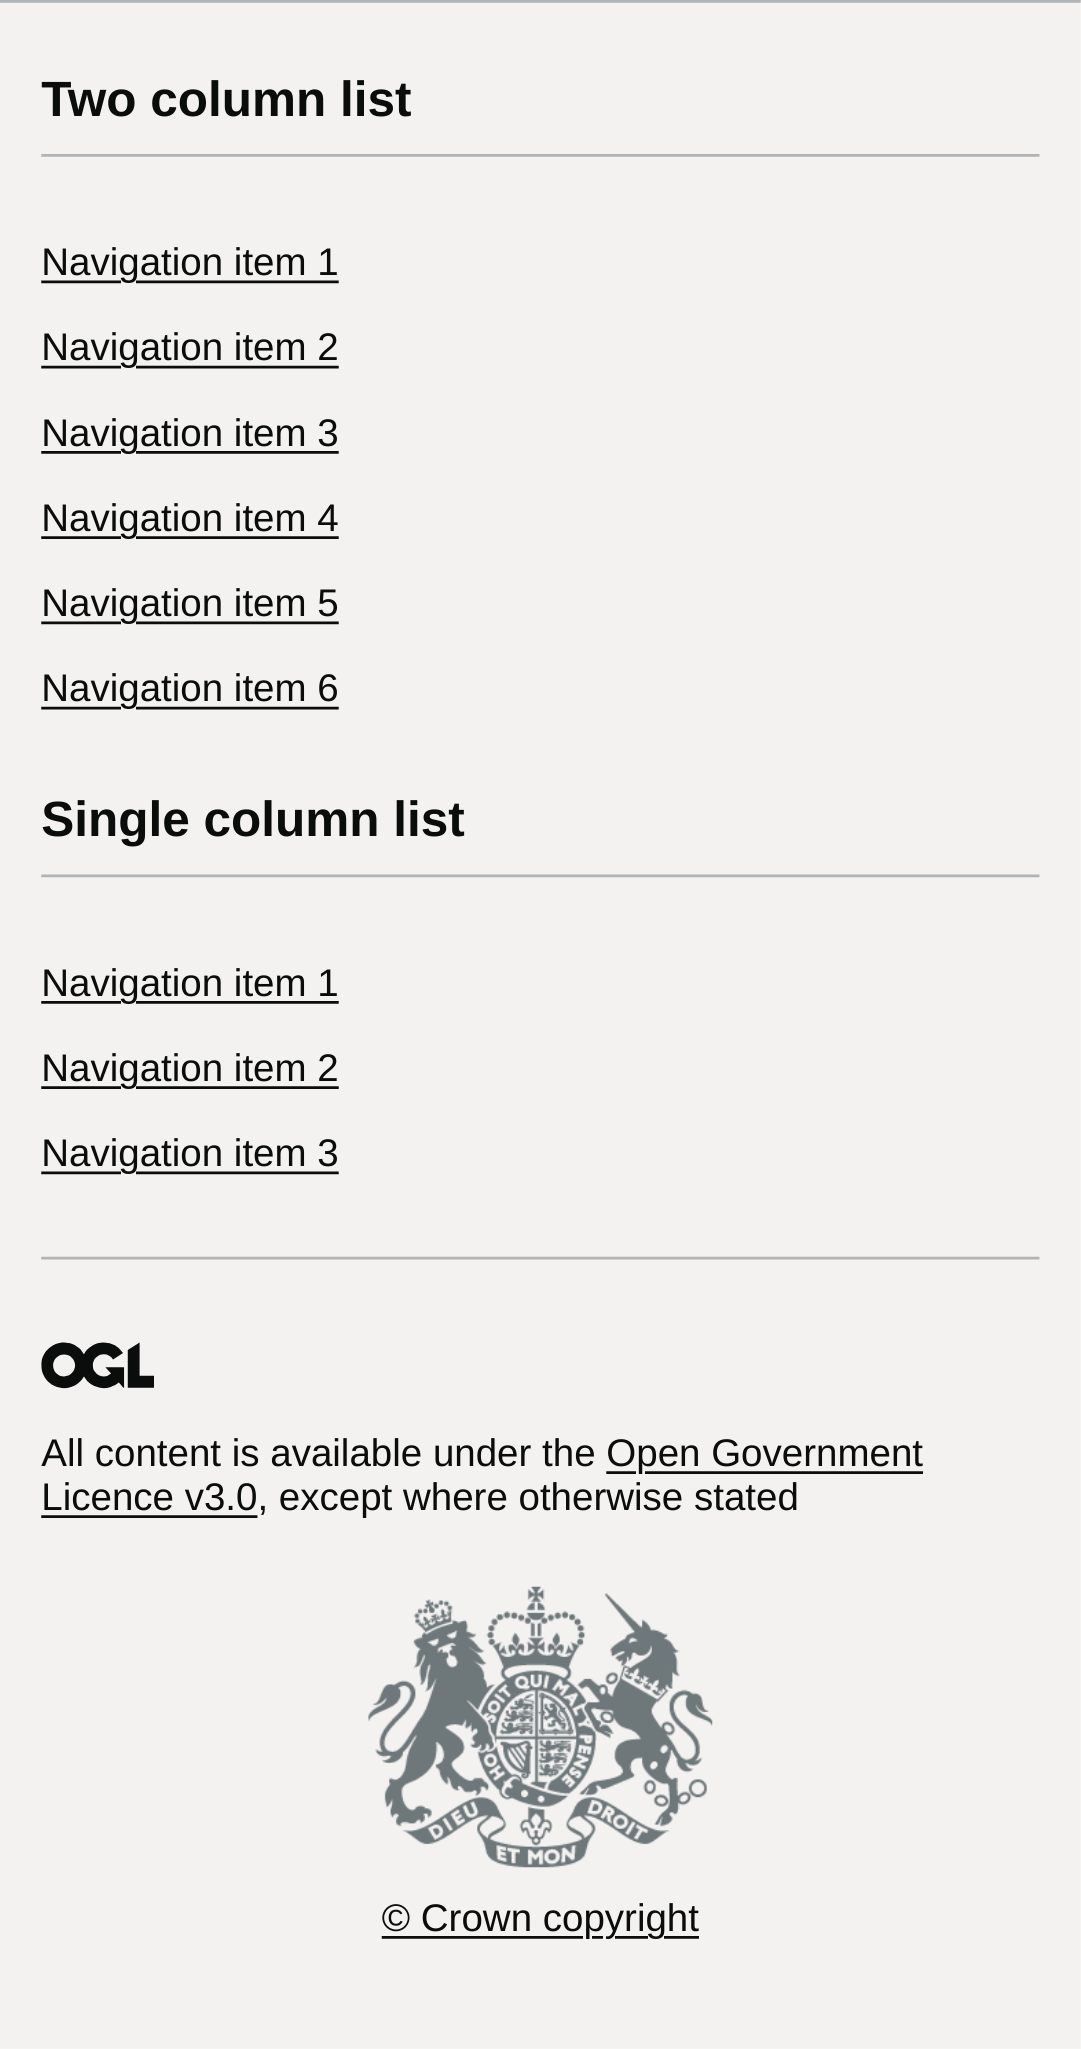 Two column list
Navigation item 1
Navigation item 2
Navigation item 3
Navigation item 4
Navigation item 5
Navigation item 6
Single column list
Navigation item 1
Navigation item 2
Navigation item 3
OGL
All content is available under the Open Government
Licence v3.0, except where otherwise stated
SOIT QUI MAL Y PENSE
HO
DIEU ET MON DROIT
© Crown copyright